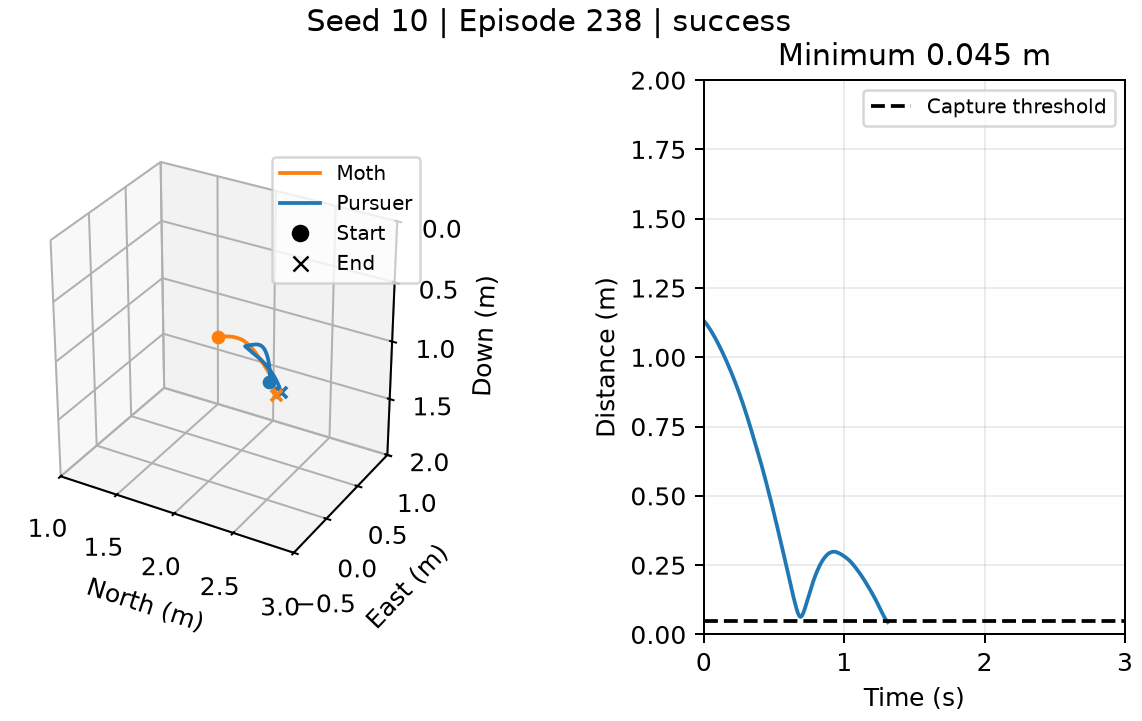 Seed 10 | Episode 238 | success
Moth
Pursuer
Start
End
0.0
0.5
1.0
1.5
2.0
Down (m)
1.0
1.5
2.0
2.5
3.0
North (m)
−0.5
0.0
0.5
1.0
East (m)
Minimum 0.045 m
Capture threshold
2.00
1.75
1.50
1.25
1.00
0.75
0.50
0.25
0.00
Distance (m)
0 1 2 3
Time (s)